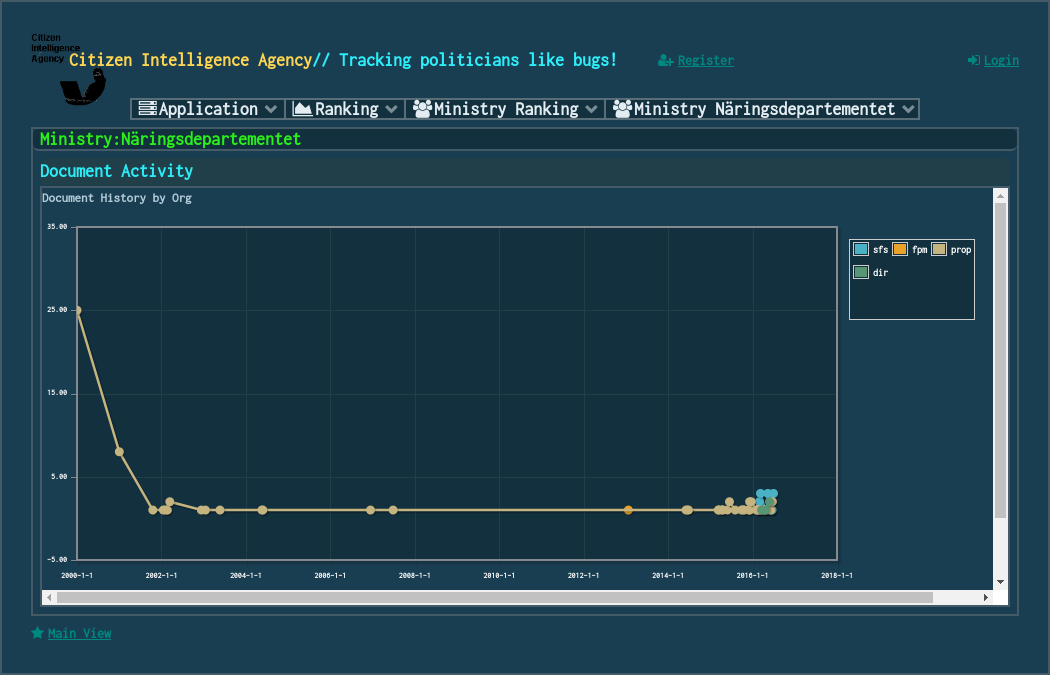 Citizen
Intelligence
Agency
Citizen Intelligence Agency// Tracking politicians like bugs!
Register
Login
Application
Ranking
Ministry Ranking
Ministry Näringsdepartementet
Ministry:Näringsdepartementet
Document Activity
Document History by Org
35.00
25.00
15.00
5.00
-5.00
2000-1-1
2002-1-1
2004-1-1
2006-1-1
2008-1-1
2010-1-1
2012-1-1
2014-1-1
2016-1-1
2018-1-1
sfs
fpm
prop
dir
Main View